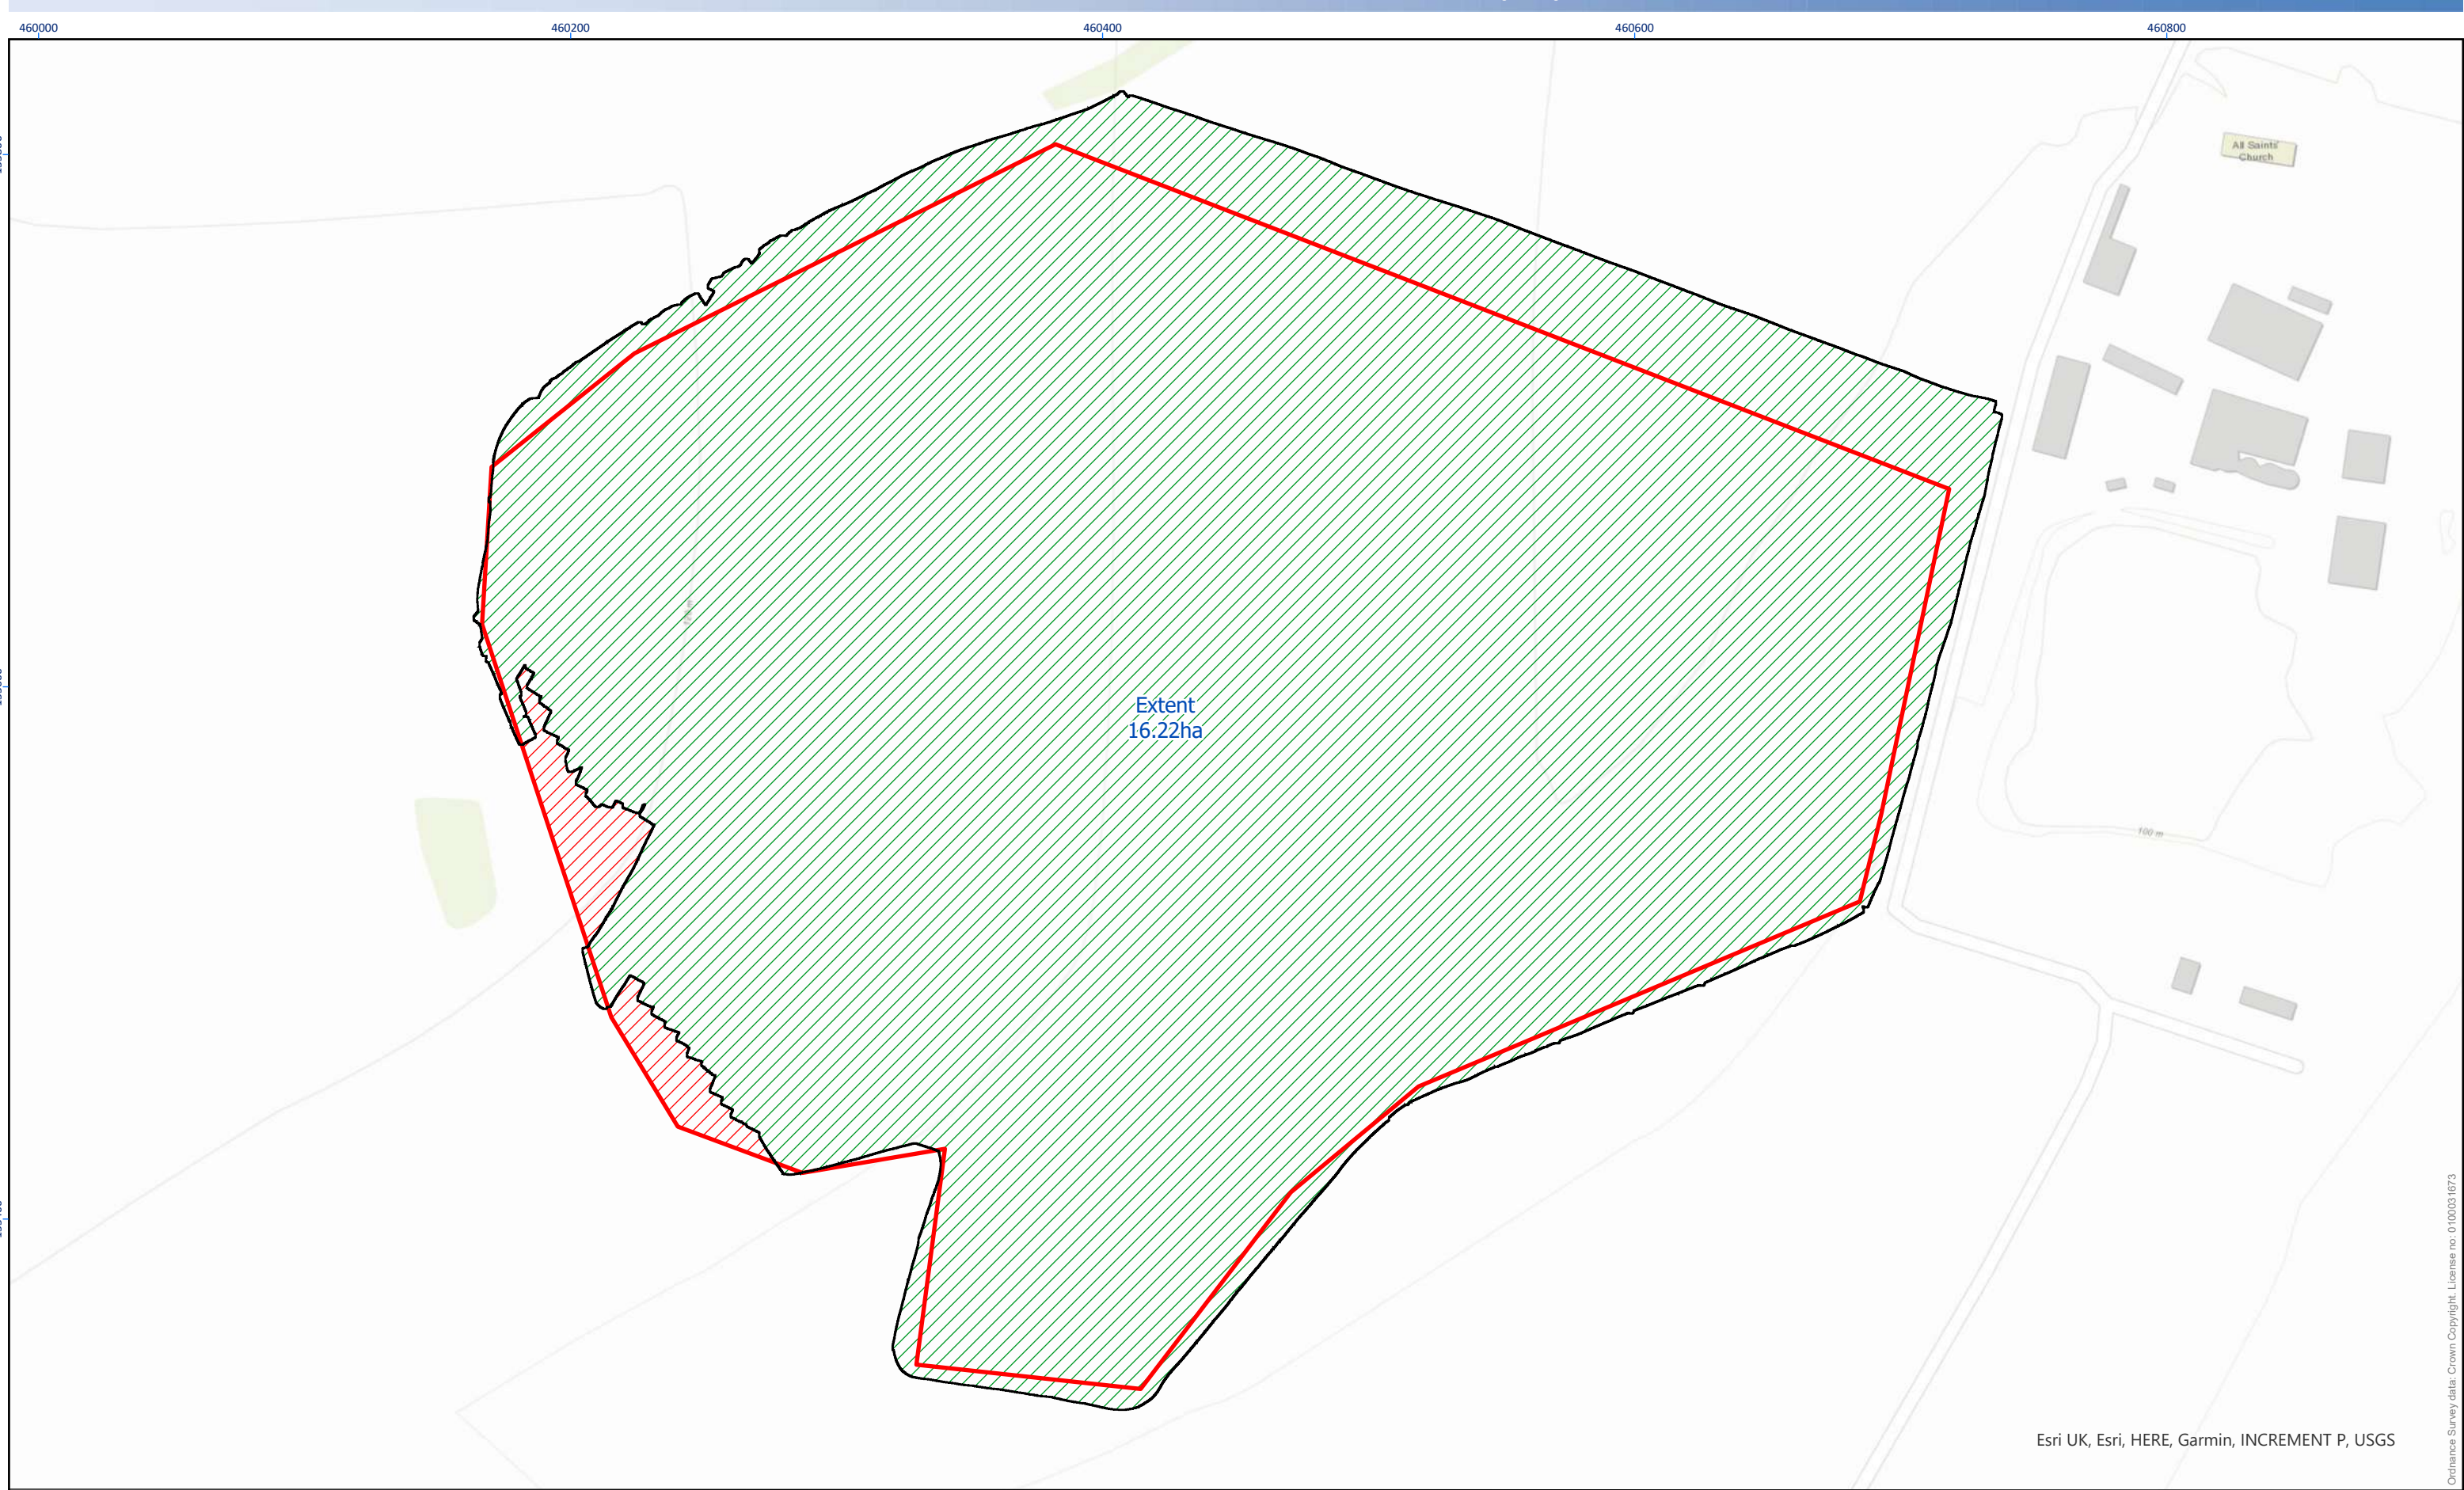 460000 460200 460400 460600 460800
All Saints'
Church
Extent
16.22ha
100 m
Esri UK, Esri, HERE, Garmin, INCREMENT P, USGS
Ordnance Survey data: Crown Copyright. License no: 0100031673